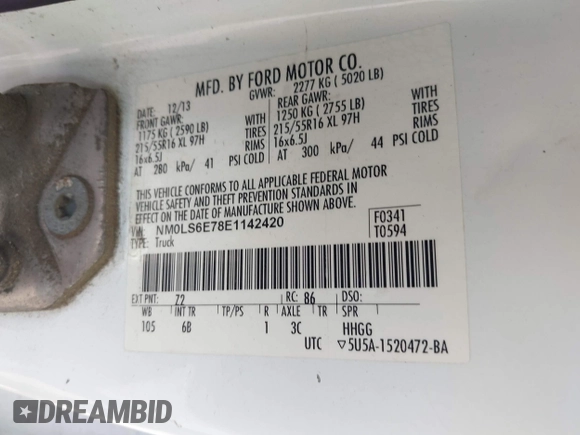 MFD. BY FORD MOTOR CO.
DATE: 12/13 GVWR: 2277 KG ( 5020 LB)
FRONT GAWR: WITH REAR GAWR: WITH
1175 KG ( 2590 LB) TIRES 1250 KG ( 2755 LB) TIRES
215/55R16 XL 97H RIMS 215/55R16 XL 97H RIMS
16x6.5J 16x6.5J
AT 280 kPa/ 41 PSI COLD AT 300 kPa/ 44 PSI COLD
THIS VEHICLE CONFORMS TO ALL APPLICABLE FEDERAL MOTOR
VEHICLE SAFETY AND THEFT PREVENTION STANDARDS IN
EFFECT ON THE DATE OF MANUFACTURE SHOWN ABOVE.
VIN: NM0LS6E78E1142420 F0341
TYPE: Truck T0594
EXT PNT: Z2 RC: 86 DSO:
WB INT TR TP/PS R AXLE TR SPR
105 6B 1 3C HHGG
UTC ▽5U5A-1520472-BA
DREAMBID